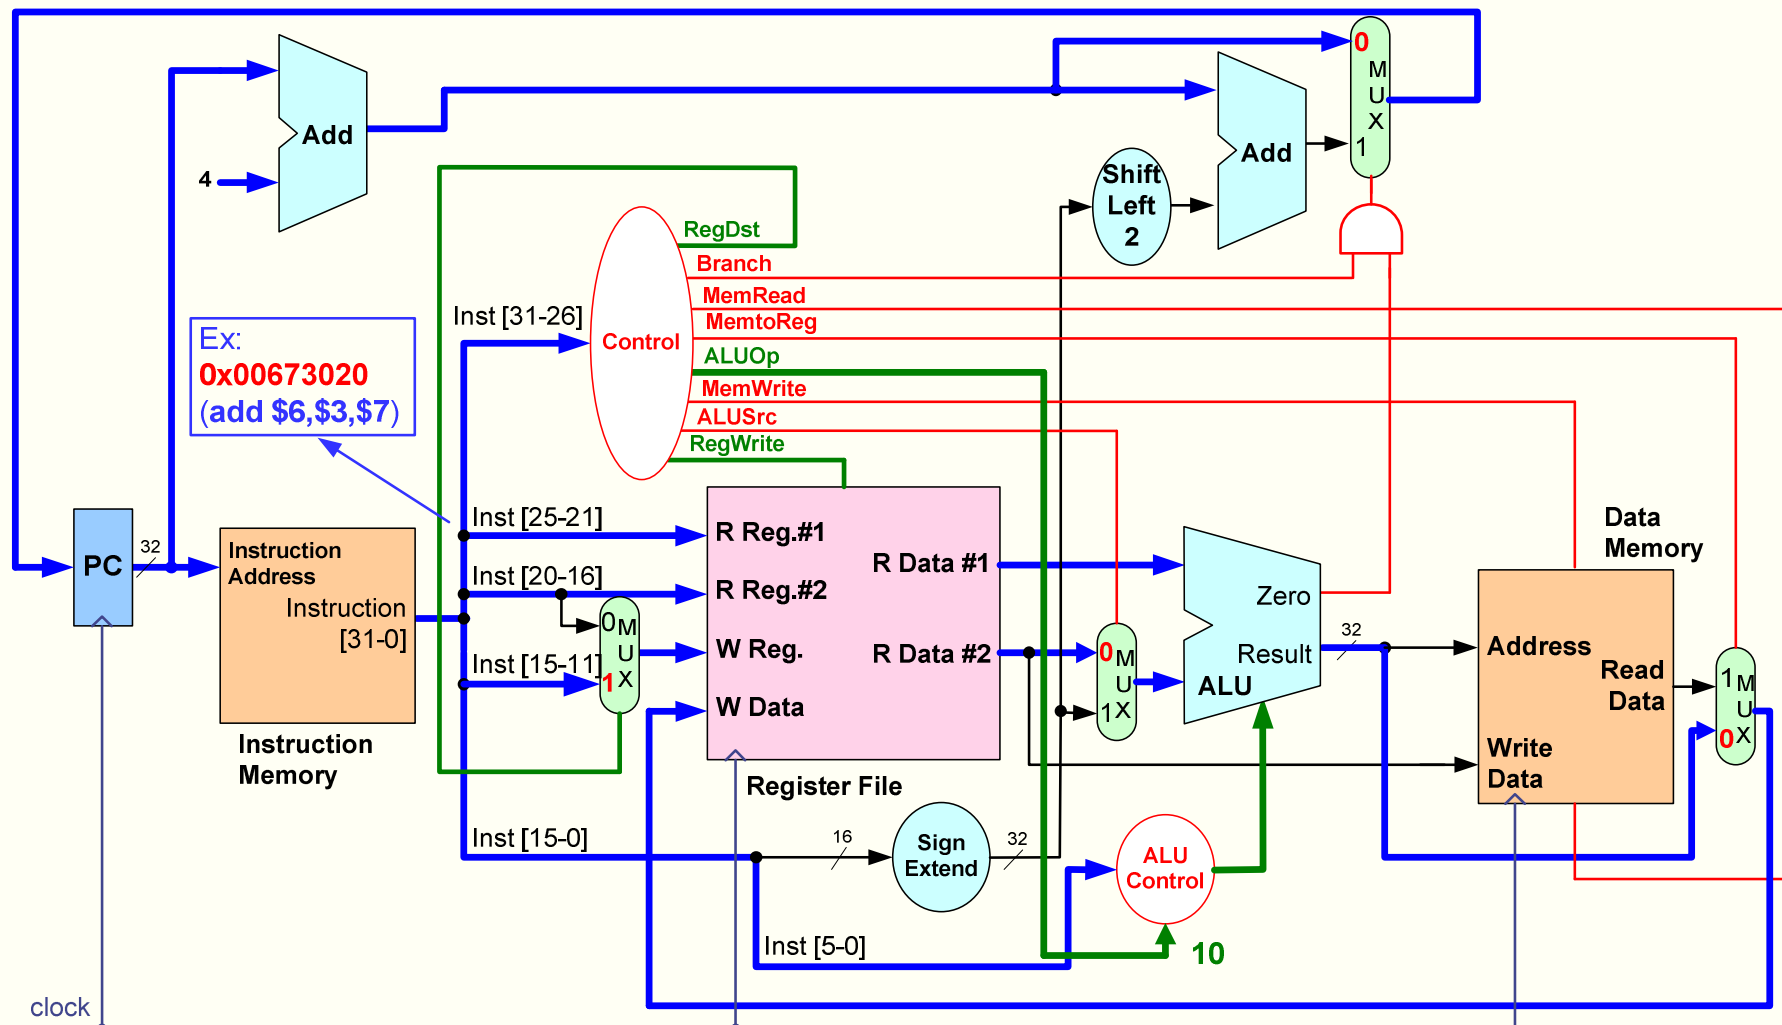 0
M
U
X
1
Add
4
Add
Shift
Left
2
RegDst
Branch
MemRead
MemtoReg
ALUOp
MemWrite
ALUSrc
RegWrite
Control
Inst [31-26]
Ex:
0x00673020
(add $6,$3,$7)
PC
32
Instruction
Address
Instruction
[31-0]
Instruction
Memory
Inst [25-21]
Inst [20-16]
Inst [15-11]
0
M
U
X
1
R Reg.#1
R Reg.#2
W Reg.
W Data
R Data #1
R Data #2
Register File
0
M
U
X
1
Zero
Result
ALU
32
Data
Memory
Address
Read
Data
Write
Data
1
M
U
X
0
Inst [15-0]
16
Sign
Extend
32
ALU
Control
Inst [5-0]
10
clock